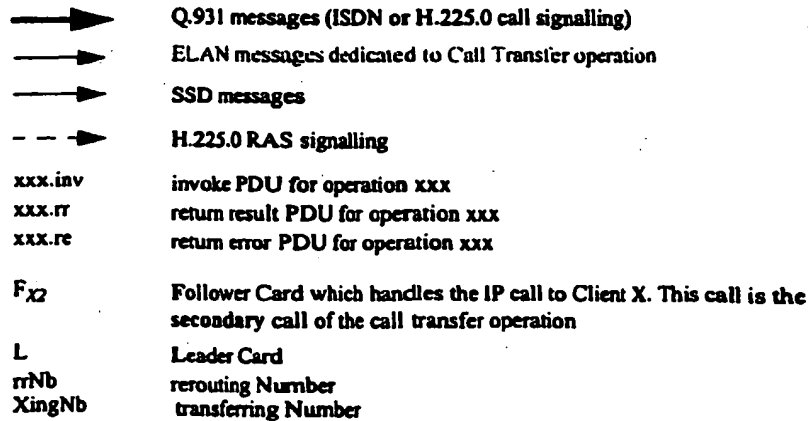 Q.931 messages (ISDN or H.225.0 call signalling)
ELAN messages dedicated to Call Transfer operation
SSD messages
H.225.0 RAS signalling
xxx.inv invoke PDU for operation xxx
xxx.rr return result PDU for operation xxx
xxx.re return error PDU for operation xxx
FX2 Follower Card which handles the IP call to Client X. This call is the
secondary call of the call transfer operation
L Leader Card
rrNb rerouting Number
XingNb transferring Number